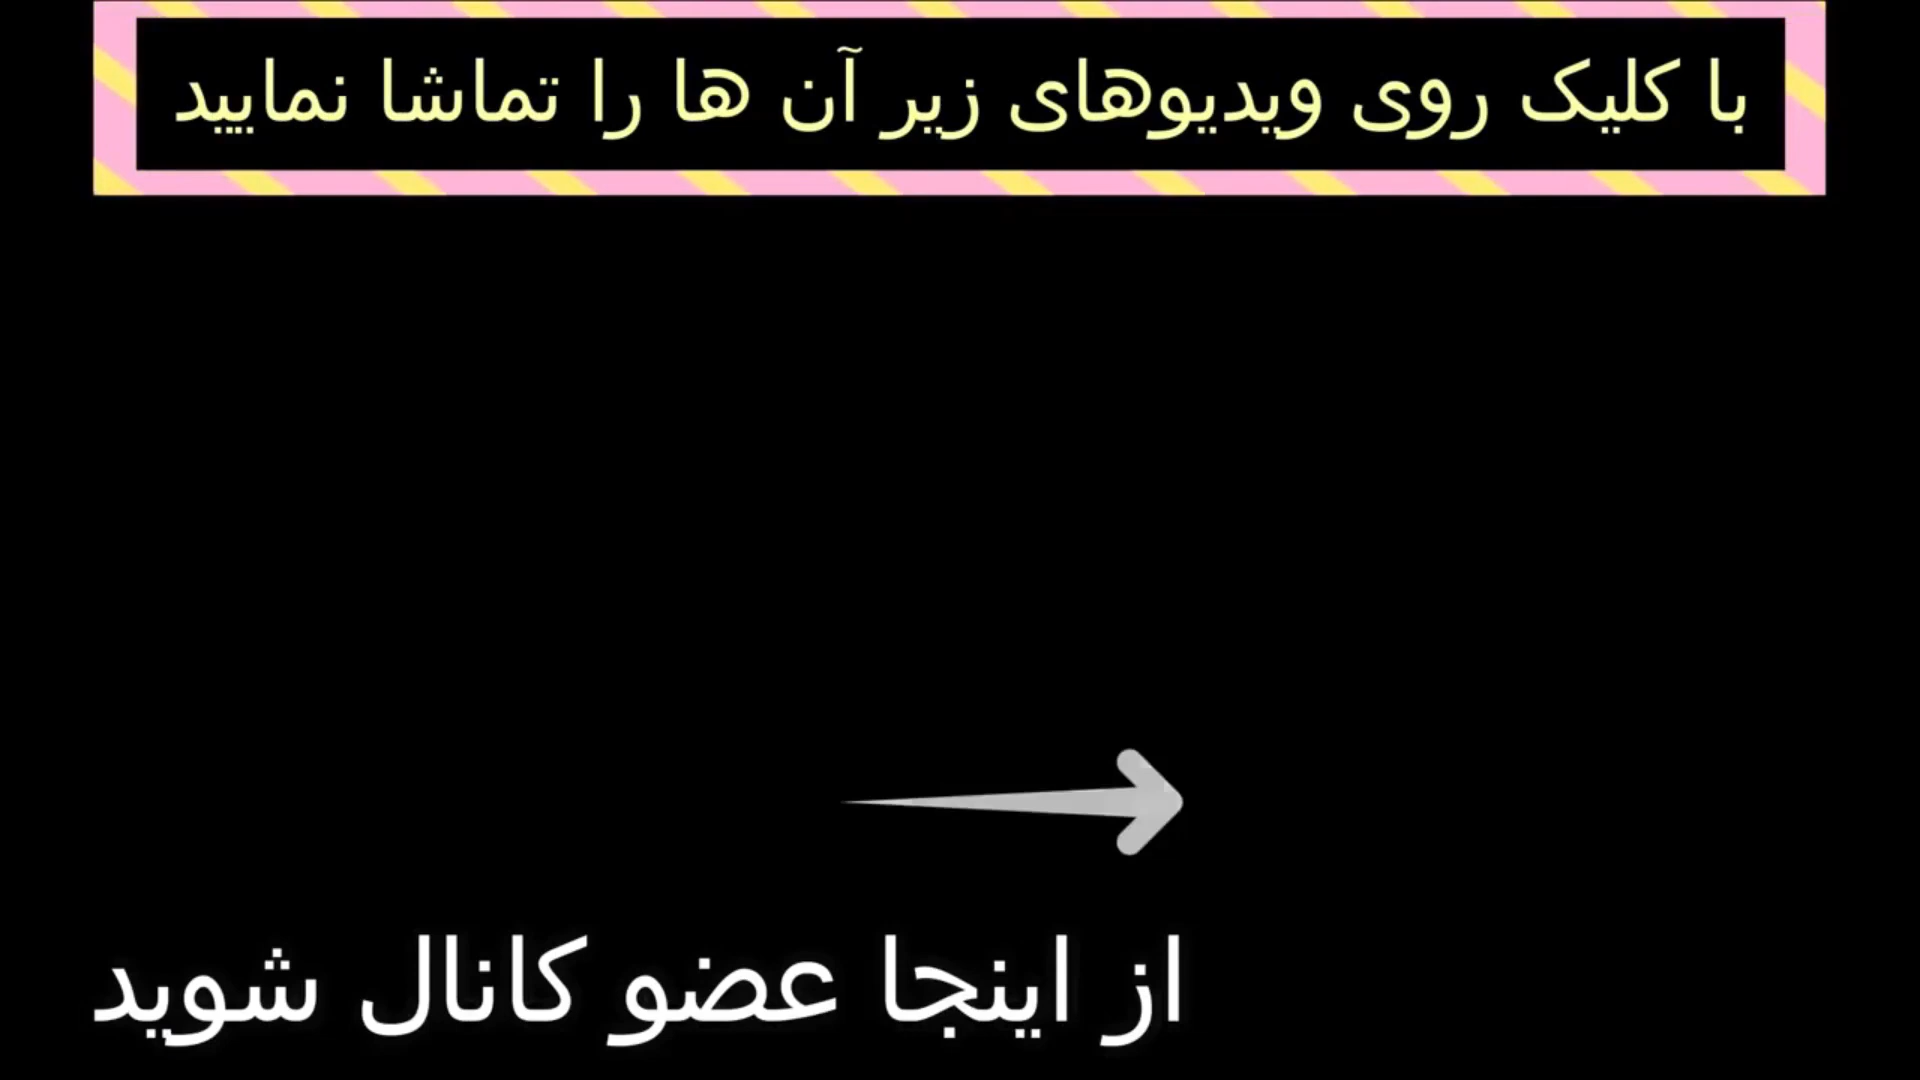 با کلیک روی ویدیوهای زیر آن ها را تماشا نمایید
از اینجا عضو کانال شوید